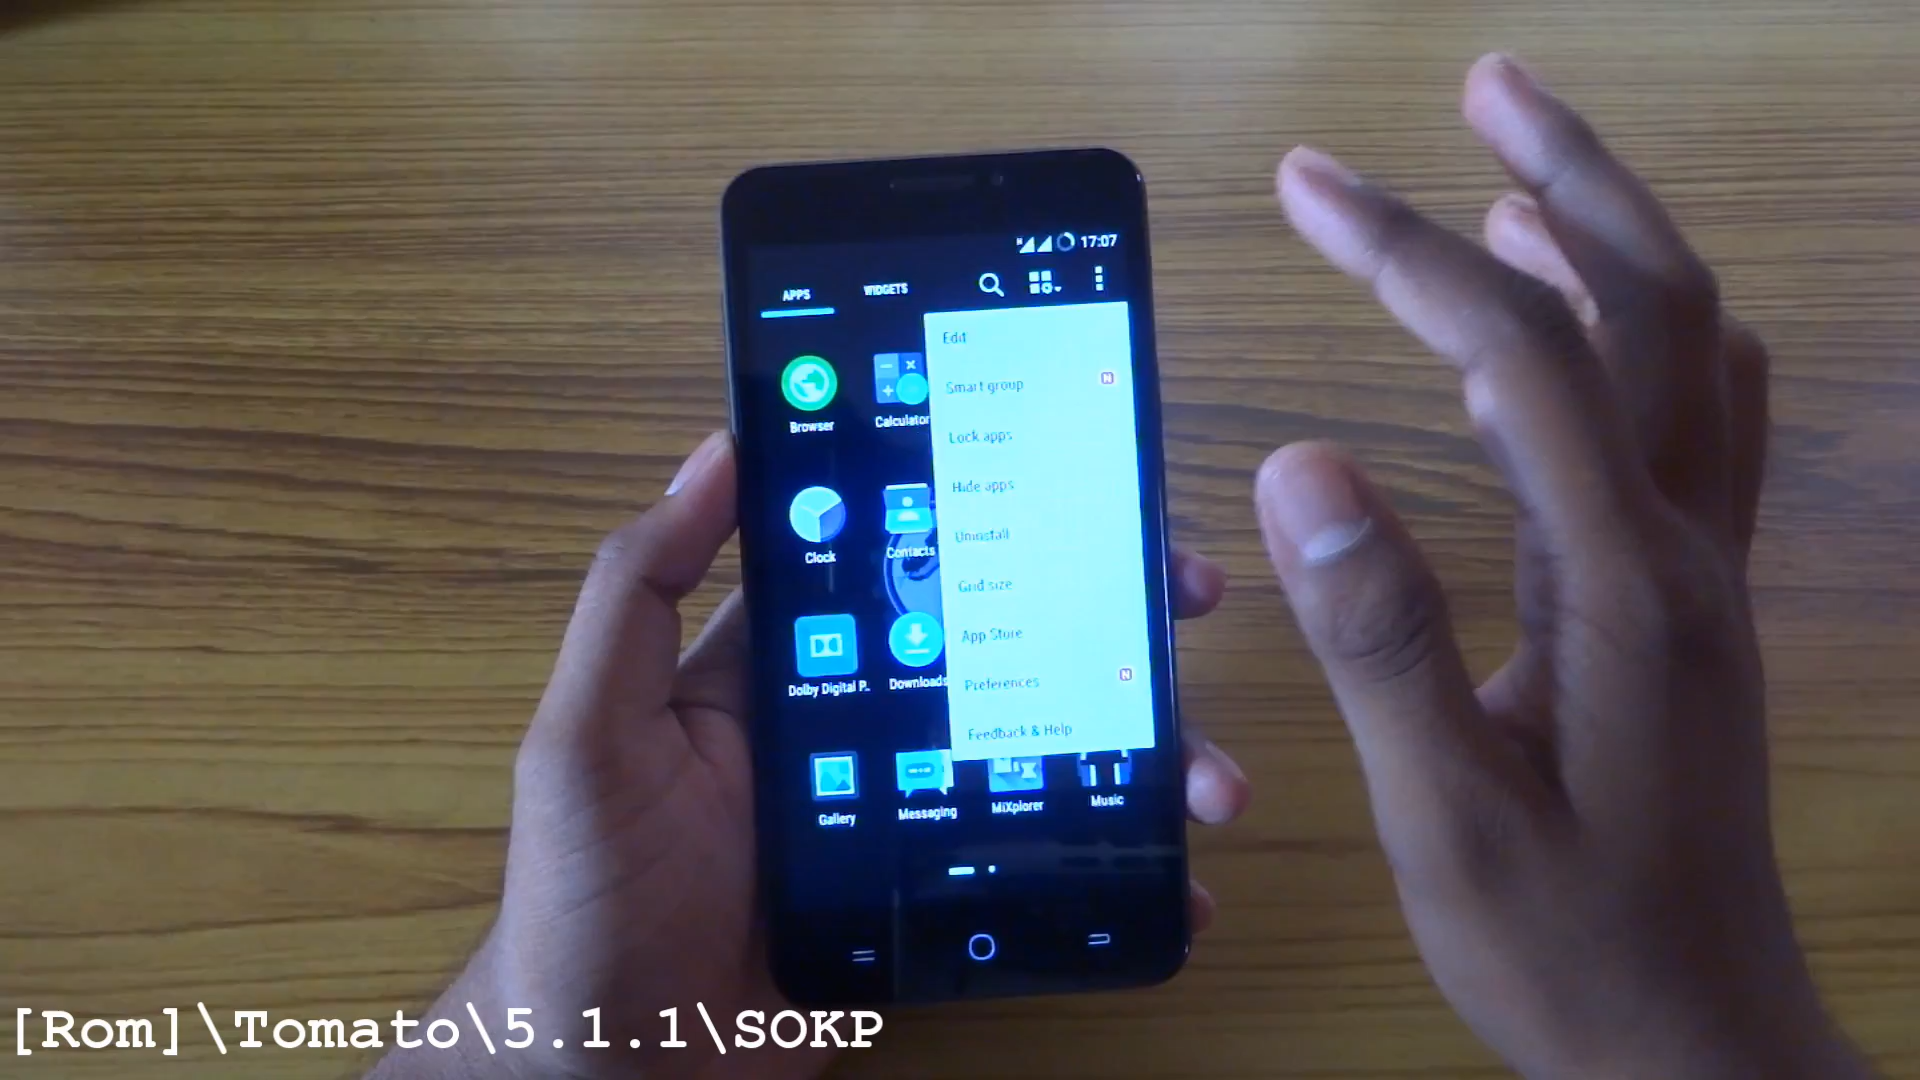 17:07
APPS
WIDGETS
Edit
Smart group N
Lock apps
Hide apps
Uninstall
Grid size
App Store
Preferences N
Feedback & Help
Browser
Calculator
Clock
Contacts
Dolby Digital P..
Downloads
Gallery
Messaging
MiXplorer
Music
[Rom]\Tomato\5.1.1\SOKP